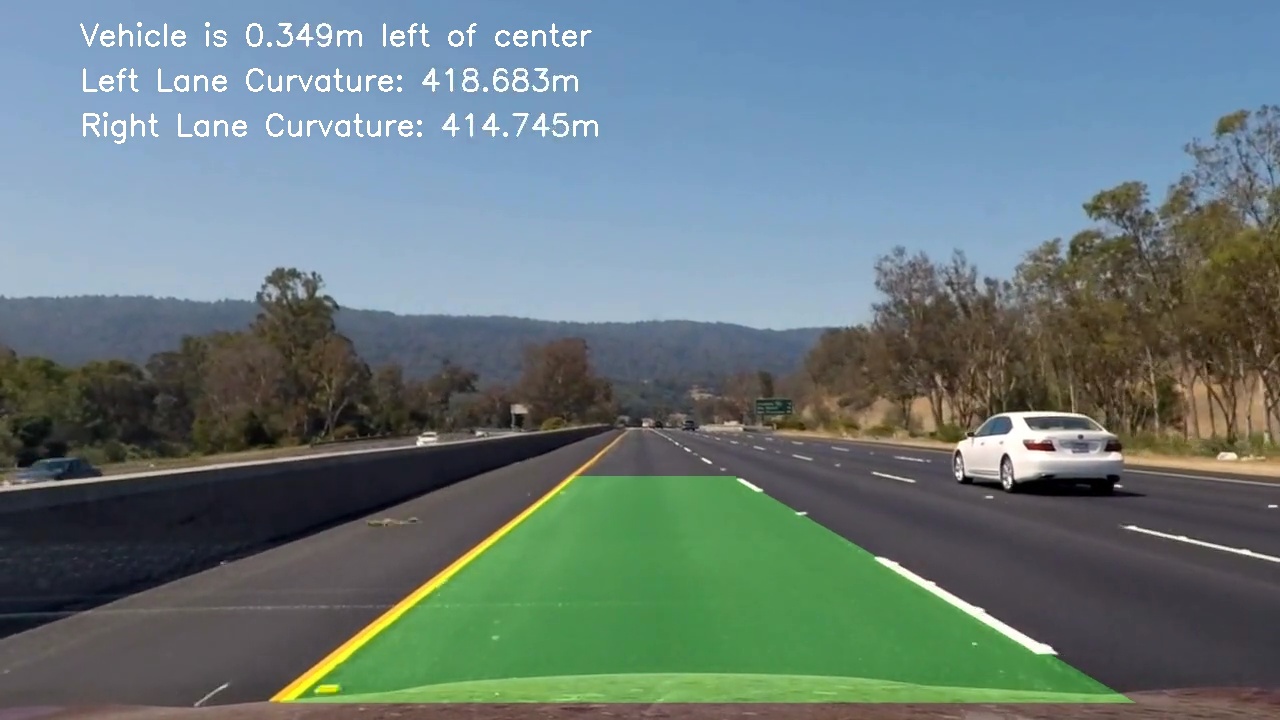 Vehicle is 0.349m left of center
Left Lane Curvature: 418.683m
Right Lane Curvature: 414.745m